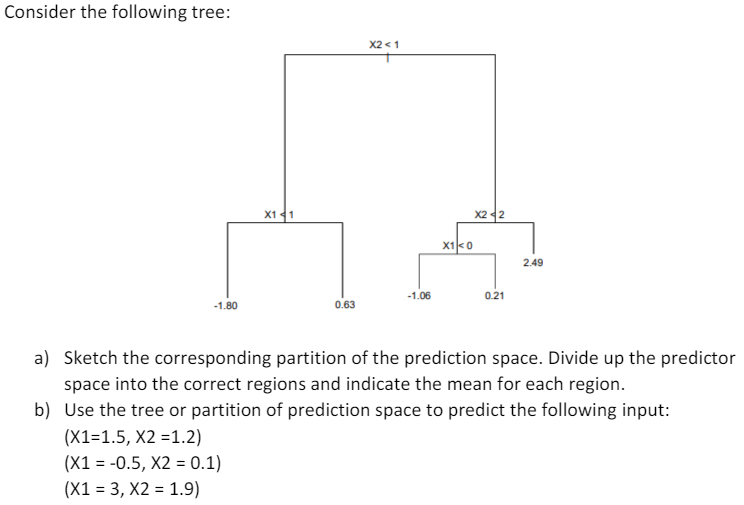 Consider the following tree:
X2 < 1
X1 < 1
X2 < 2
X1 < 0
2.49
-1.06
0.21
-1.80
0.63
a) Sketch the corresponding partition of the prediction space. Divide up the predictor
space into the correct regions and indicate the mean for each region.
b) Use the tree or partition of prediction space to predict the following input:
(X1=1.5, X2 =1.2)
(X1 = -0.5, X2 = 0.1)
(X1 = 3, X2 = 1.9)